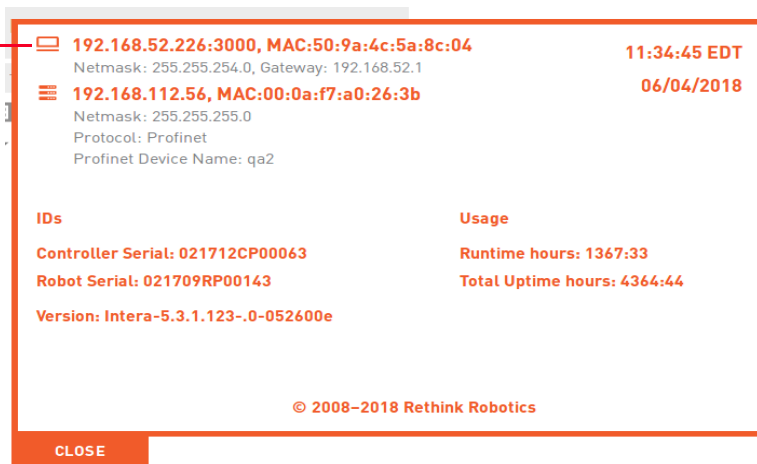 192.168.52.226:3000, MAC:50:9a:4c:5a:8c:04
Netmask: 255.255.254.0, Gateway: 192.168.52.1
192.168.112.56, MAC:00:0a:f7:a0:26:3b
Netmask: 255.255.255.0
Protocol: Profinet
Profinet Device Name: qa2
11:34:45 EDT
06/04/2018
IDs
Controller Serial: 021712CP00063
Robot Serial: 021709RP00143
Version: Intera-5.3.1.123-.0-052600e
Usage
Runtime hours: 1367:33
Total Uptime hours: 4364:44
© 2008–2018 Rethink Robotics
CLOSE